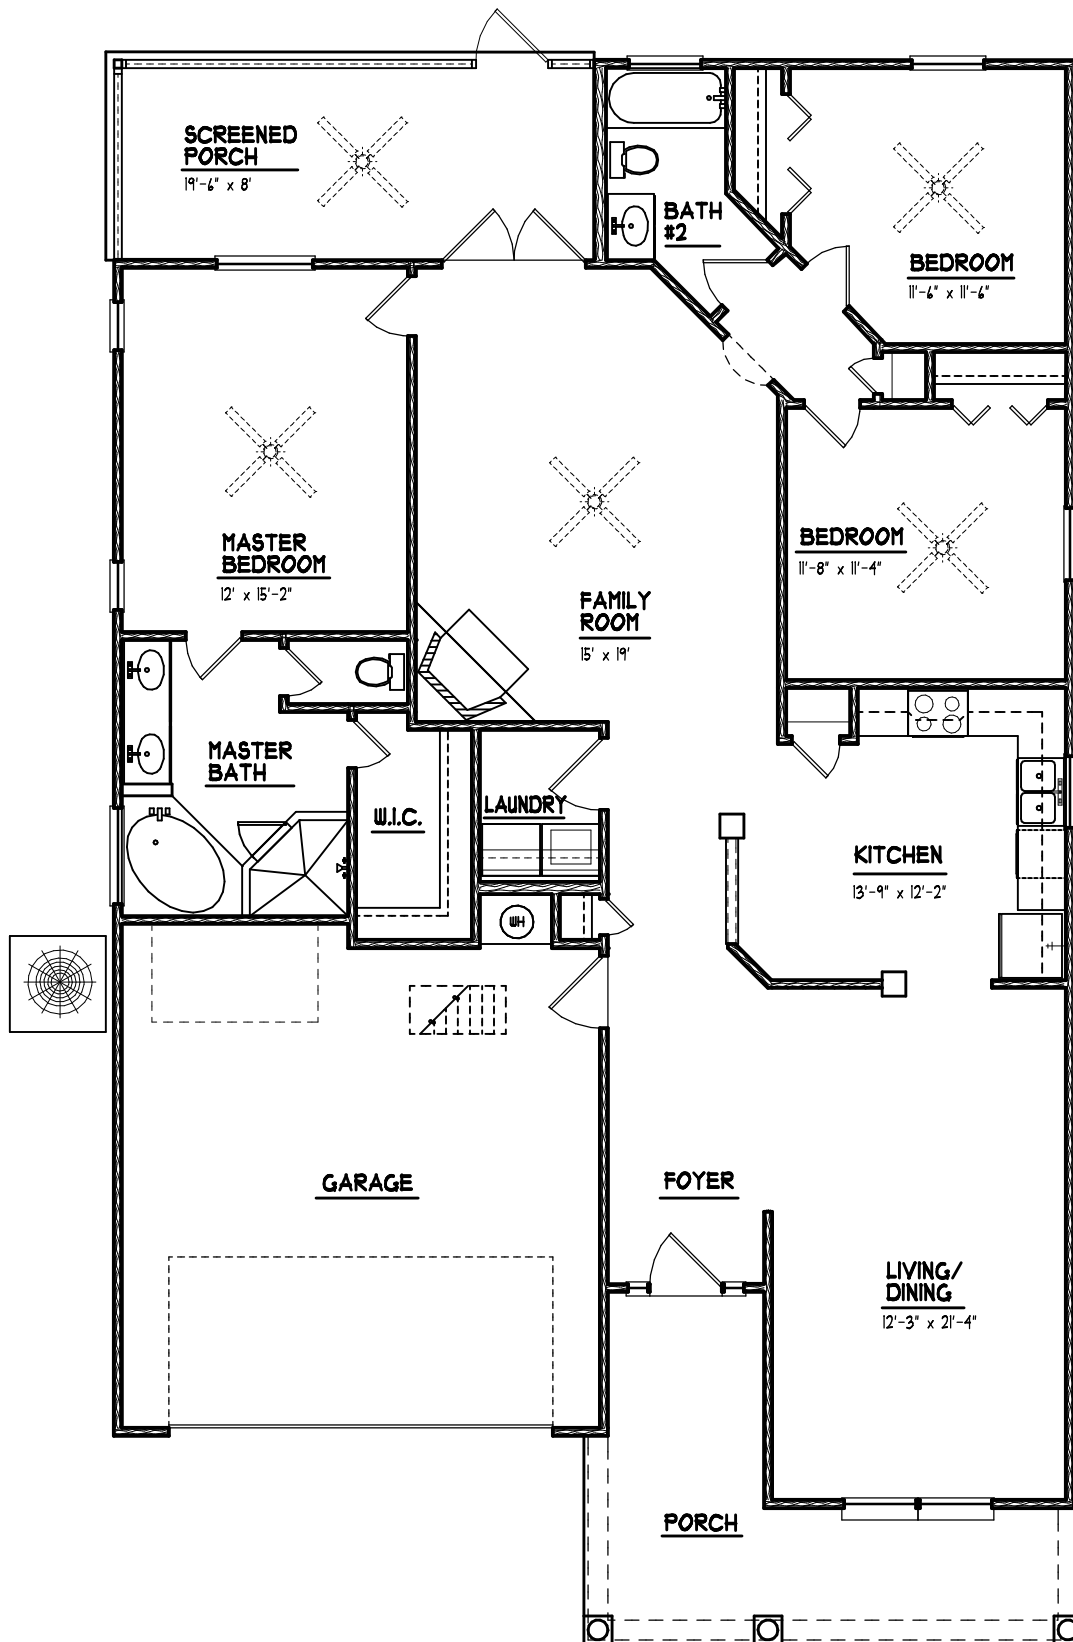 SCREENED
PORCH
19'-6" x 8'
BATH
#2
BEDROOM
11'-6" x 11'-6"
MASTER
BEDROOM
12' x 15'-2"
FAMILY
ROOM
15' x 19'
BEDROOM
11'-8" x 11'-4"
MASTER
BATH
W.I.C.
LAUNDRY
KITCHEN
13'-9" x 12'-2"
WH
GARAGE
FOYER
LIVING/
DINING
12'-3" x 21'-4"
PORCH